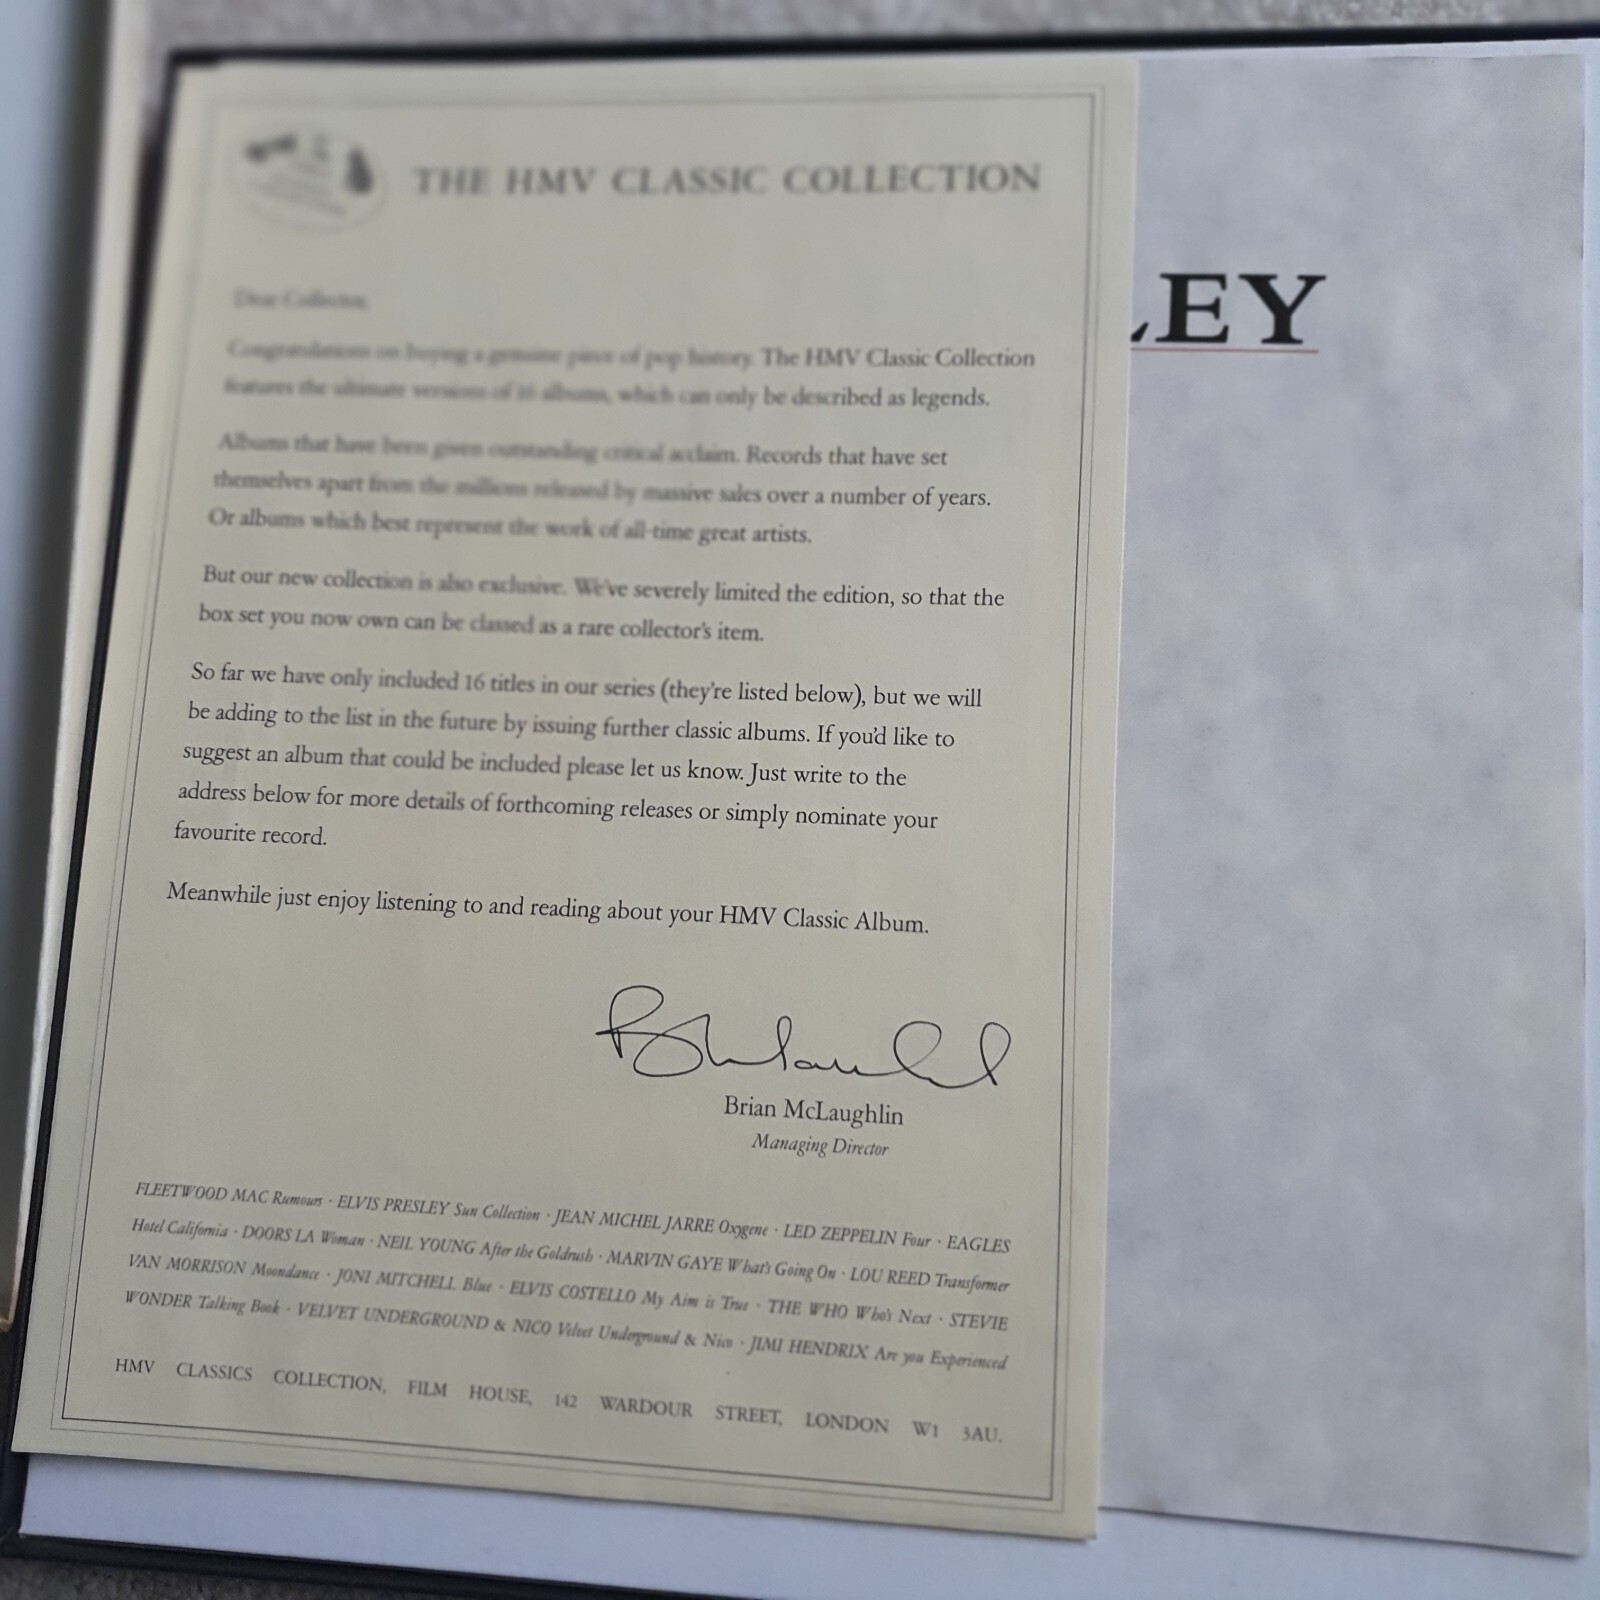 THE HMV CLASSIC COLLECTION
Dear Collector,
Congratulations on buying a genuine piece of pop history. The HMV Classic Collection
features the ultimate versions of 16 albums, which can only be described as legends.
Albums that have been given outstanding critical acclaim. Records that have set
themselves apart from the millions released by massive sales over a number of years.
Or albums which best represent the work of all-time great artists.
But our new collection is also exclusive. We've severely limited the edition, so that the
box set you now own can be classed as a rare collector's item.
So far we have only included 16 titles in our series (they're listed below), but we will
be adding to the list in the future by issuing further classic albums. If you'd like to
suggest an album that could be included please let us know. Just write to the
address below for more details of forthcoming releases or simply nominate your
favourite record.
Meanwhile just enjoy listening to and reading about your HMV Classic Album.
Brian McLaughlin
Managing Director
FLEETWOOD MAC Rumours · ELVIS PRESLEY Sun Collection · JEAN MICHEL JARRE Oxygene · LED ZEPPELIN Four · EAGLES
Hotel California · DOORS LA Woman · NEIL YOUNG After the Goldrush · MARVIN GAYE What's Going On · LOU REED Transformer
VAN MORRISON Moondance · JONI MITCHELL Blue · ELVIS COSTELLO My Aim is True · THE WHO Who's Next · STEVIE
WONDER Talking Book · VELVET UNDERGROUND & NICO Velvet Underground & Nico · JIMI HENDRIX Are you Experienced
HMV CLASSICS COLLECTION, FILM HOUSE, 142 WARDOUR STREET, LONDON W1 3AU.
LEY